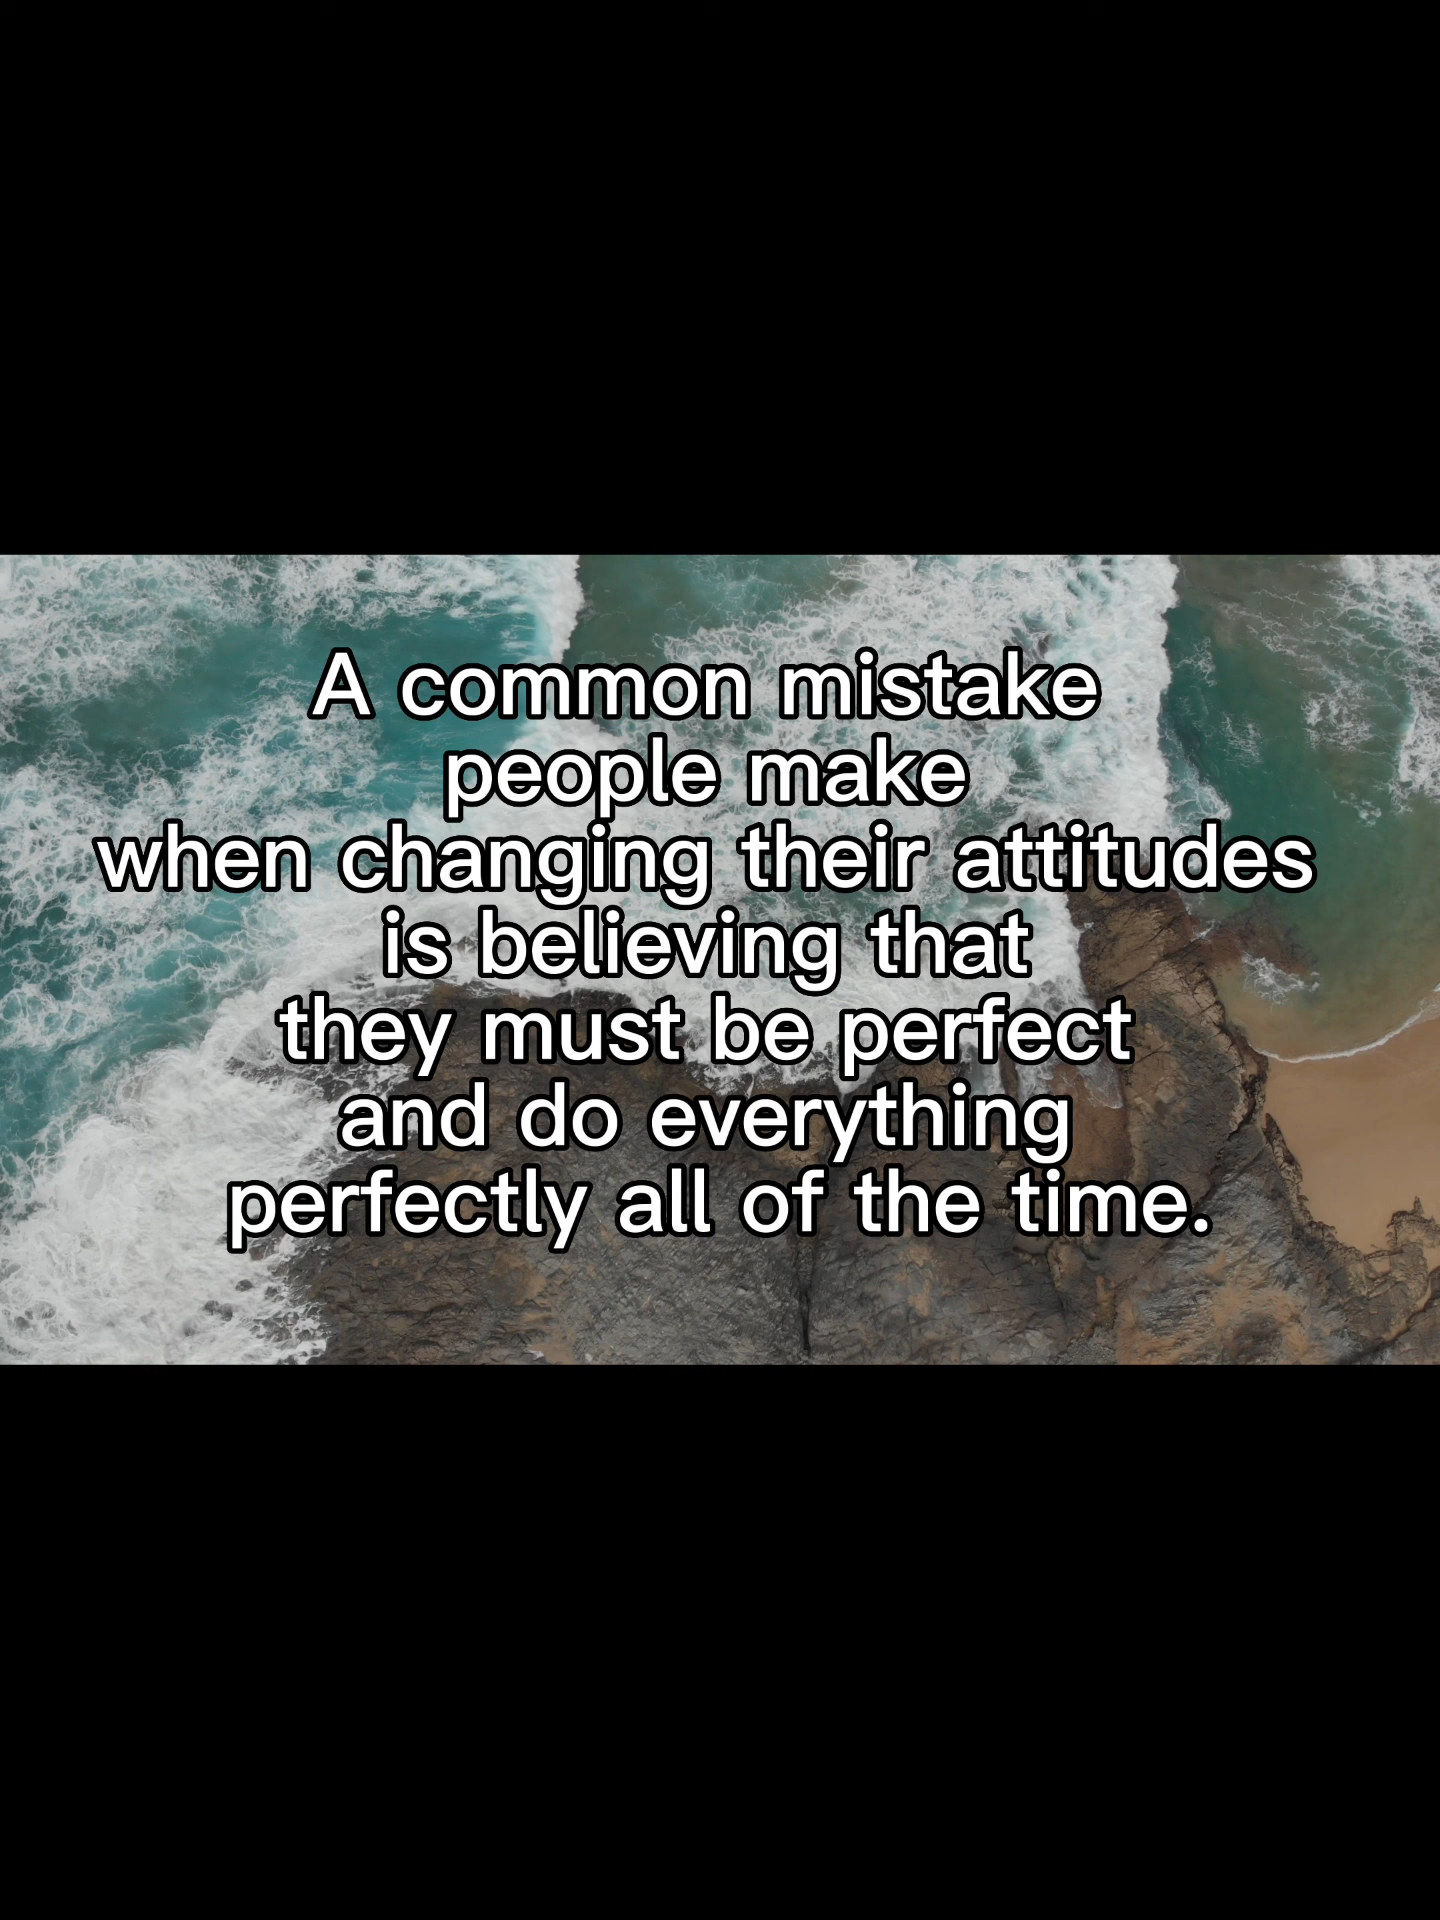 A common mistake
people make
when changing their attitudes
is believing that
they must be perfect
and do everything
perfectly all of the time.